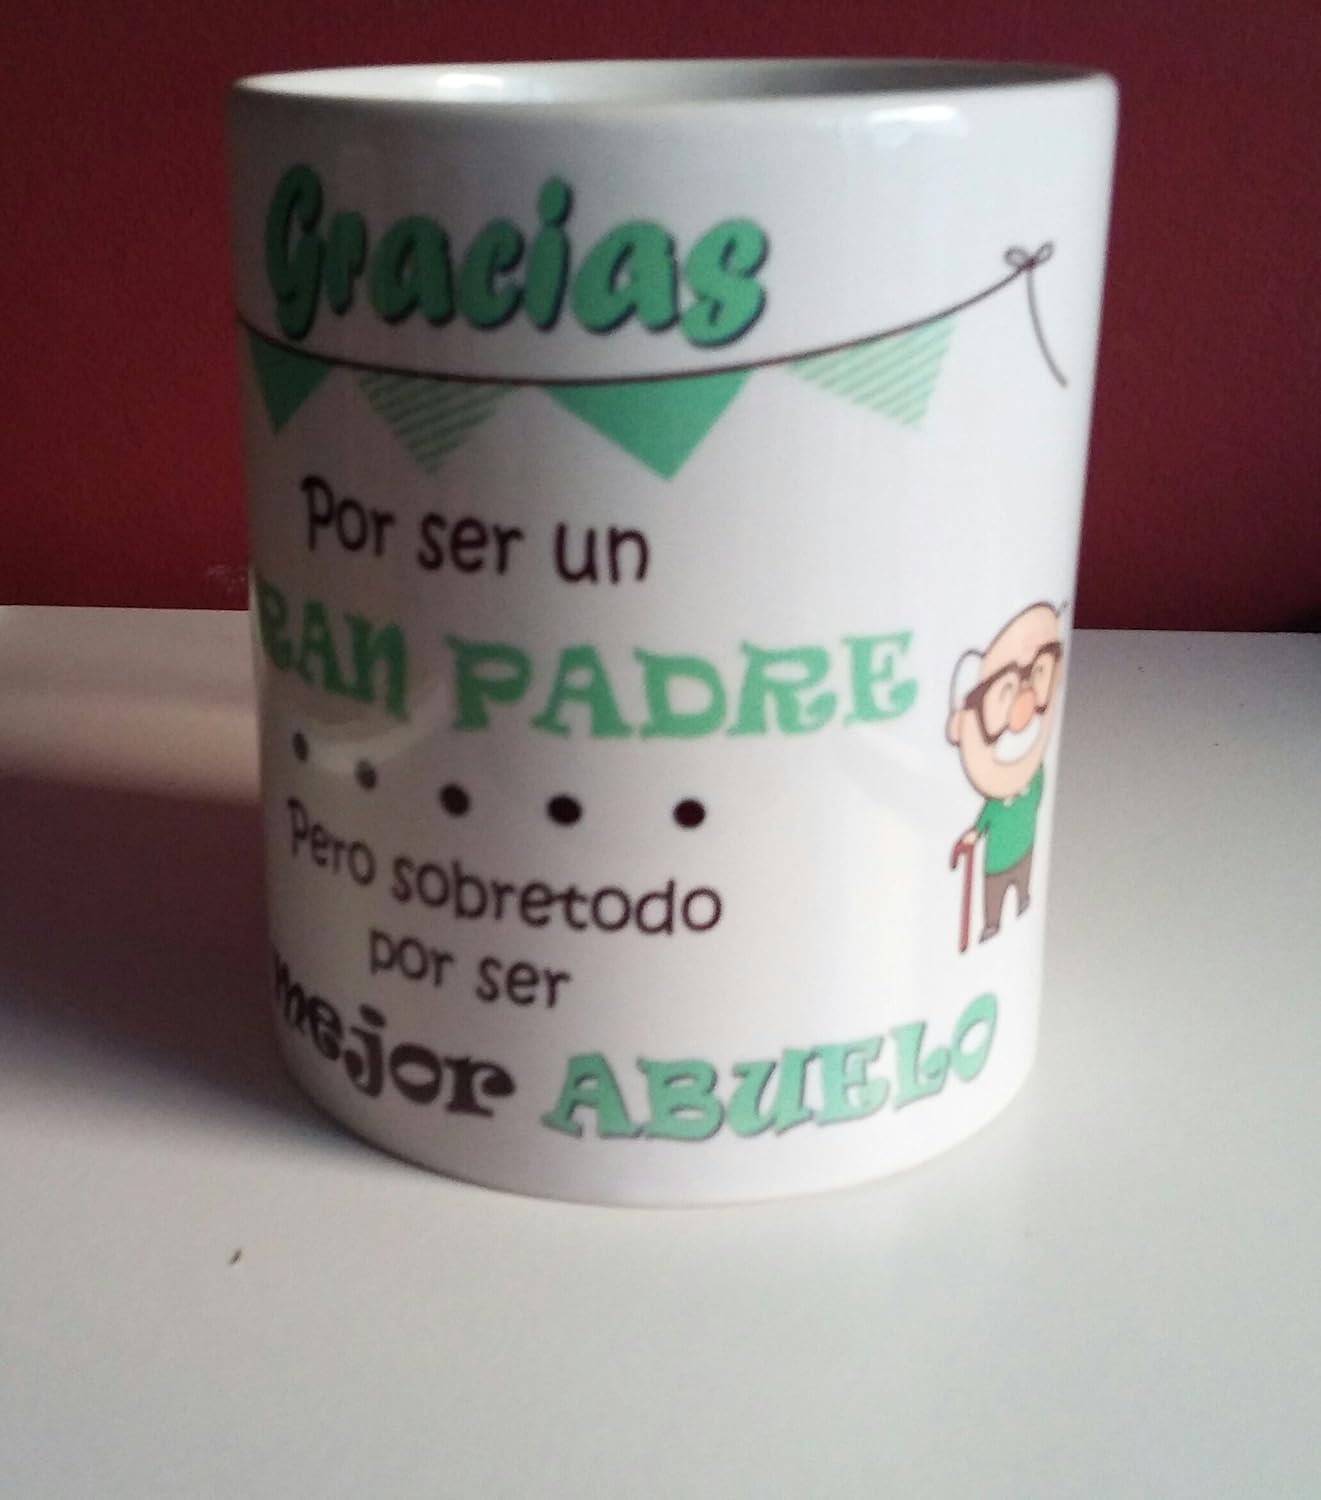 Gracias
Por ser un
RAN PADRE
Pero sobretodo
por ser
mejor ABUELO